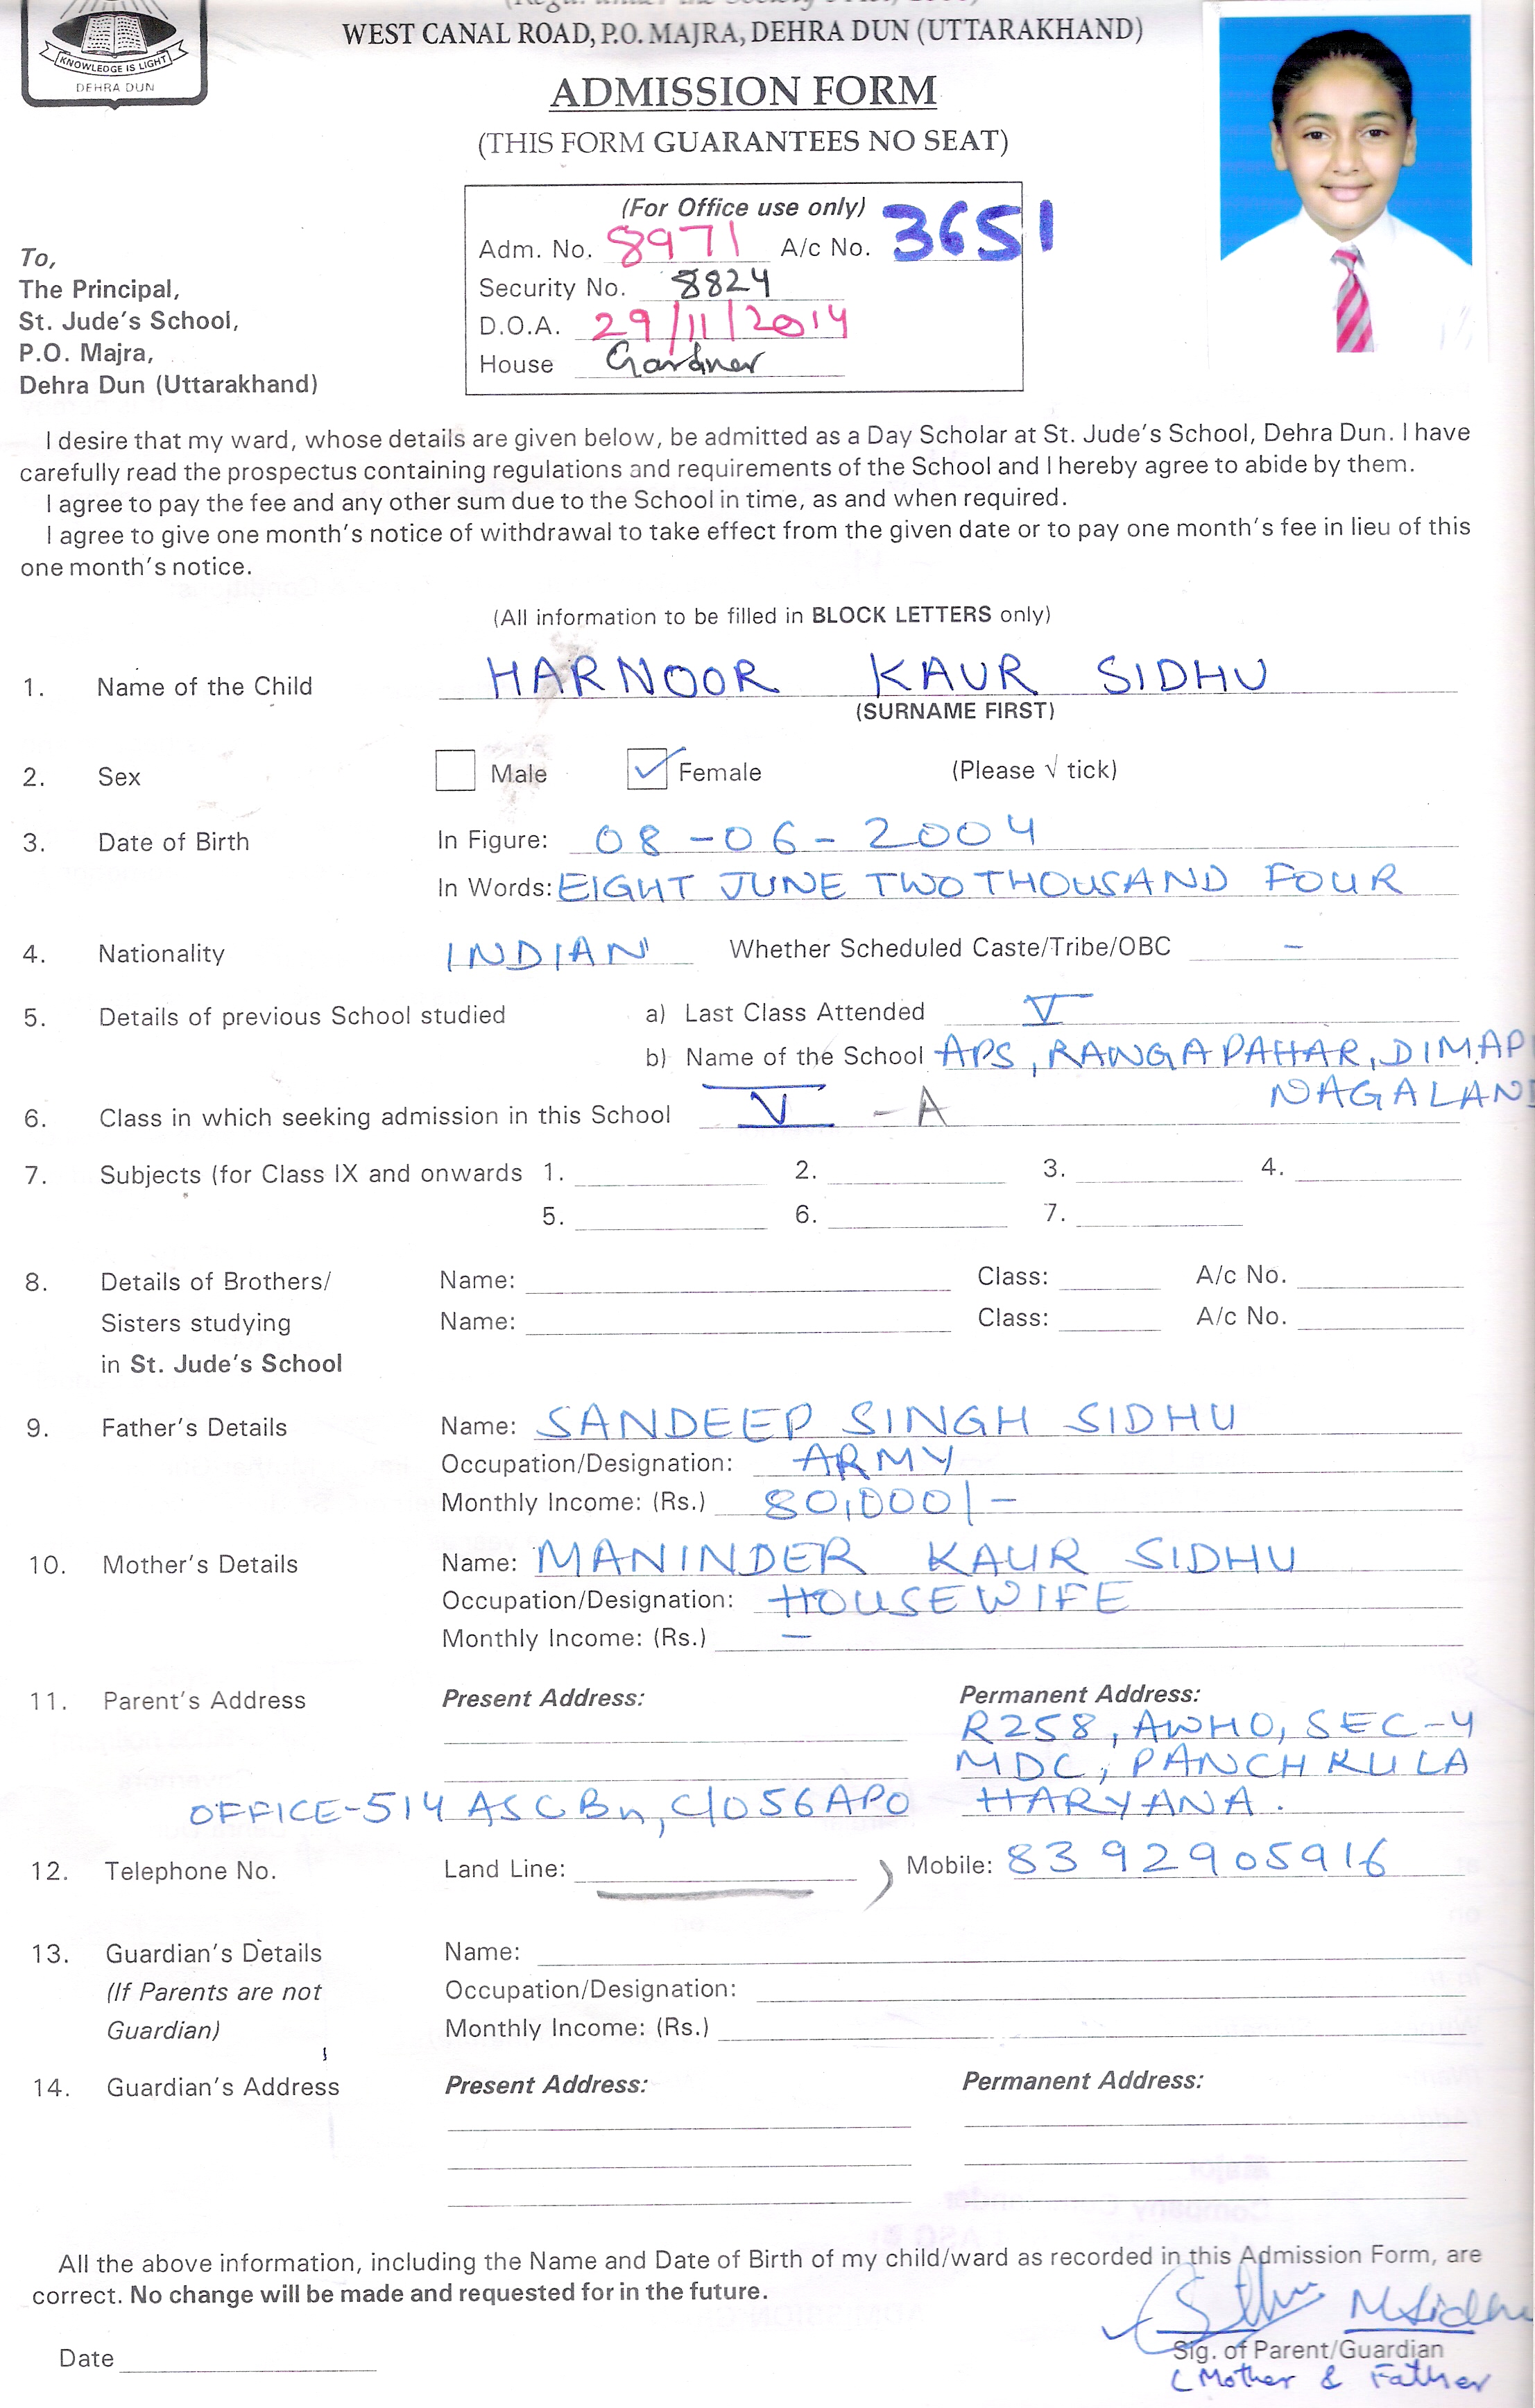 KNOWLEDGE IS LIGHT
DEHRA DUN
WEST CANAL ROAD, P.O. MAJRA, DEHRA DUN (UTTARAKHAND)
ADMISSION FORM
(THIS FORM GUARANTEES NO SEAT)
(For Office use only)
Adm. No. 8971 A/c No. 3651
Security No. 8824
D.O.A. 29/11/2014
House Gardner
To,
The Principal,
St. Jude's School,
P.O. Majra,
Dehra Dun (Uttarakhand)
I desire that my ward, whose details are given below, be admitted as a Day Scholar at St. Jude's School, Dehra Dun. I have
carefully read the prospectus containing regulations and requirements of the School and I hereby agree to abide by them.
I agree to pay the fee and any other sum due to the School in time, as and when required.
I agree to give one month's notice of withdrawal to take effect from the given date or to pay one month's fee in lieu of this
one month's notice.
(All information to be filled in BLOCK LETTERS only)
1. Name of the Child HARNOOR KAUR SIDHU
(SURNAME FIRST)
2. Sex Male ✓ Female (Please √ tick)
3. Date of Birth In Figure: 08-06-2004
In Words: EIGHT JUNE TWO THOUSAND FOUR
4. Nationality INDIAN Whether Scheduled Caste/Tribe/OBC –
5. Details of previous School studied a) Last Class Attended V
b) Name of the School APS, RANGAPAHAR, DIMAP
NAGALAND
6. Class in which seeking admission in this School V - A
7. Subjects (for Class IX and onwards 1. 2. 3. 4.
5. 6. 7.
8. Details of Brothers/ Name: Class: A/c No.
Sisters studying Name: Class: A/c No.
in St. Jude's School
9. Father's Details Name: SANDEEP SINGH SIDHU
Occupation/Designation: ARMY
Monthly Income: (Rs.) 80,000/-
10. Mother's Details Name: MANINDER KAUR SIDHU
Occupation/Designation: HOUSEWIFE
Monthly Income: (Rs.) –
11. Parent's Address Present Address: Permanent Address:
R258, AWHO, SEC-4
MDC, PANCHKULA
OFFICE-514 ASC Bn, C/O 56 APO HARYANA.
12. Telephone No. Land Line: Mobile: 8392905916
13. Guardian's Details Name:
(If Parents are not Occupation/Designation:
Guardian) Monthly Income: (Rs.)
14. Guardian's Address Present Address: Permanent Address:
All the above information, including the Name and Date of Birth of my child/ward as recorded in this Admission Form, are
correct. No change will be made and requested for in the future.
MSidhu
Date Sig. of Parent/Guardian
(Mother & Father